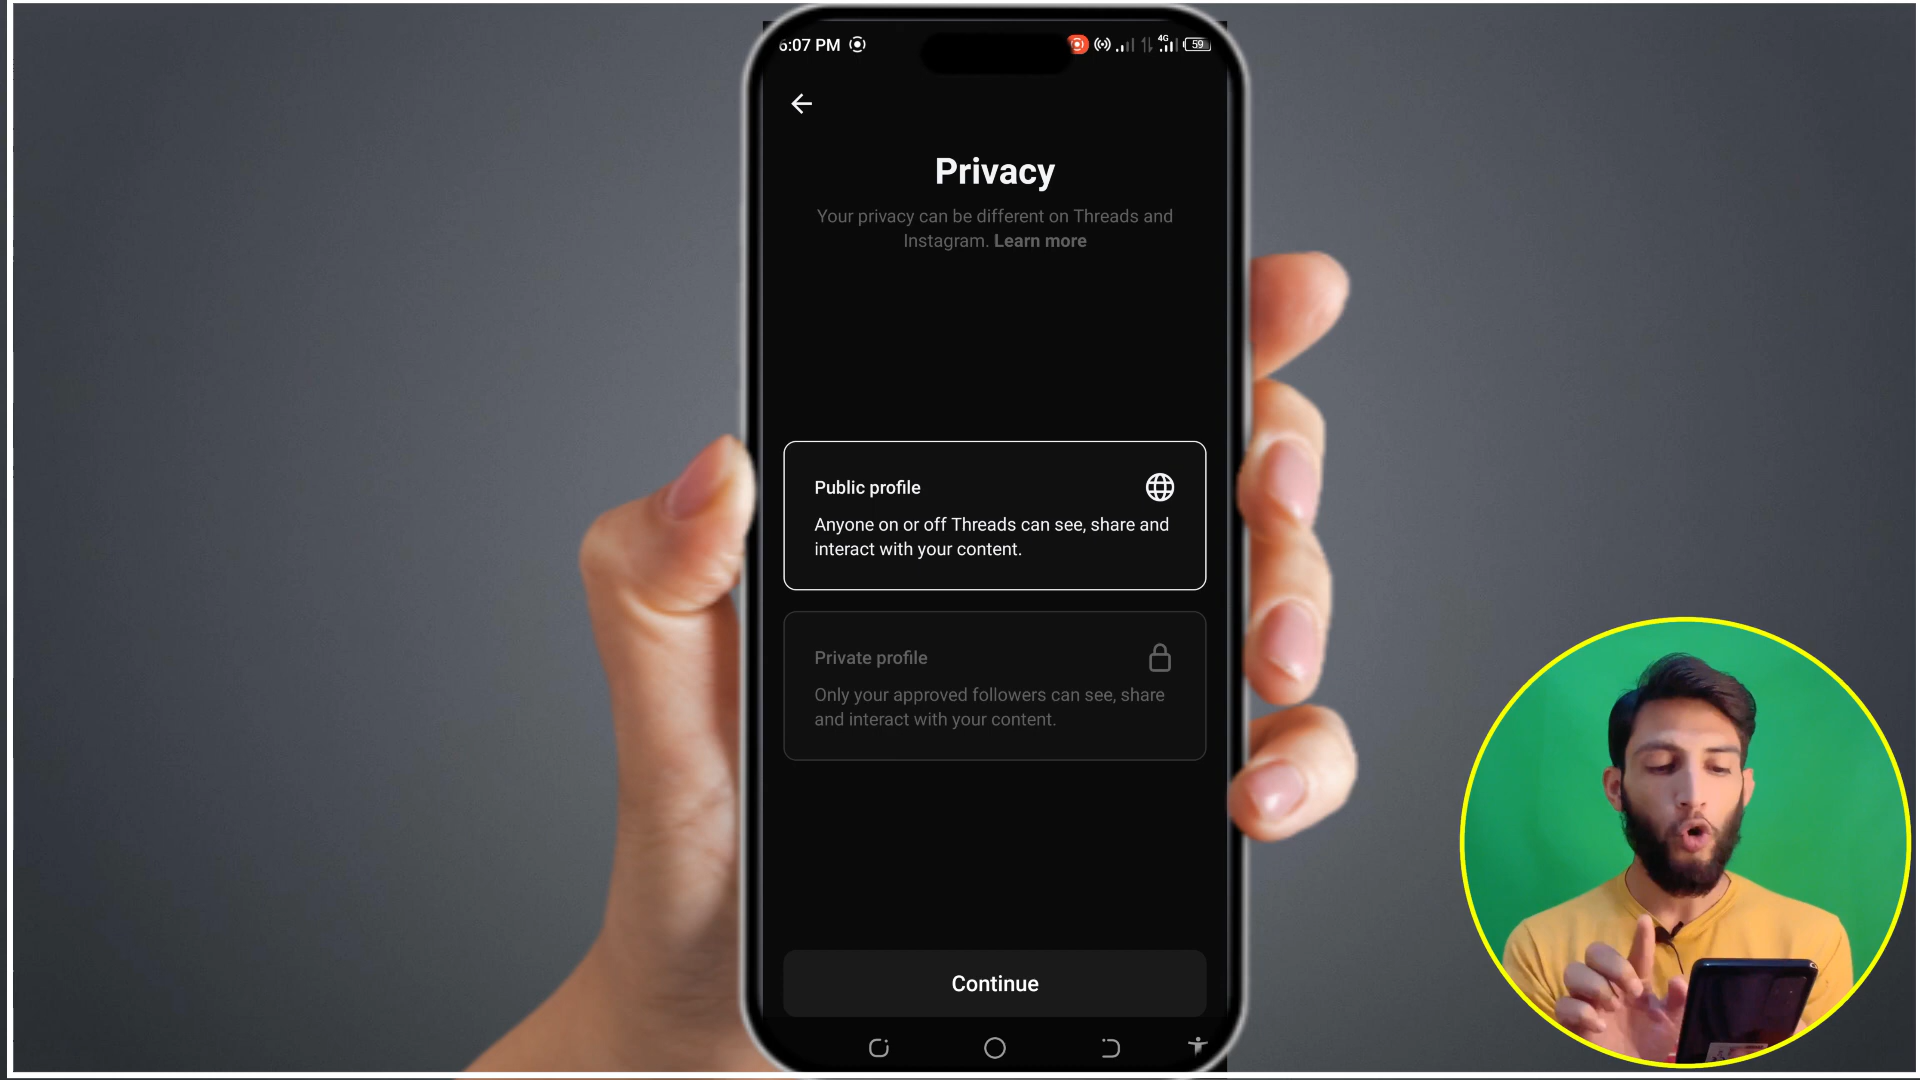 6:07 PM
4G
59
Privacy
Your privacy can be different on Threads and
Instagram. Learn more
Public profile
Anyone on or off Threads can see, share and
interact with your content.
Private profile
Only your approved followers can see, share
and interact with your content.
Continue